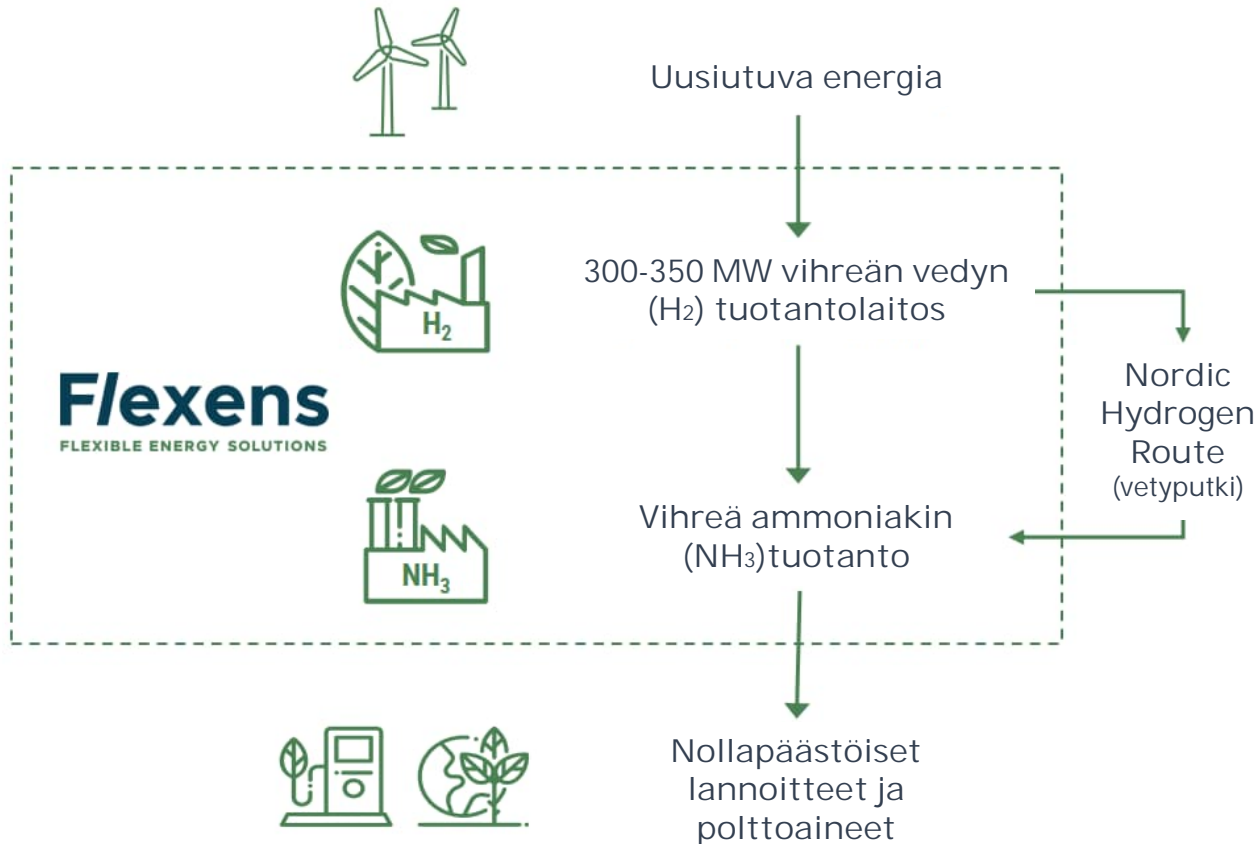 Uusiutuva energia
300-350 MW vihreän vedyn
(H₂) tuotantolaitos
H₂
Flexens
FLEXIBLE ENERGY SOLUTIONS
Nordic
Hydrogen
Route
(vetyputki)
Vihreä ammoniakin
(NH₃)tuotanto
NH₃
Nollapäästöiset
lannoitteet ja
polttoaineet